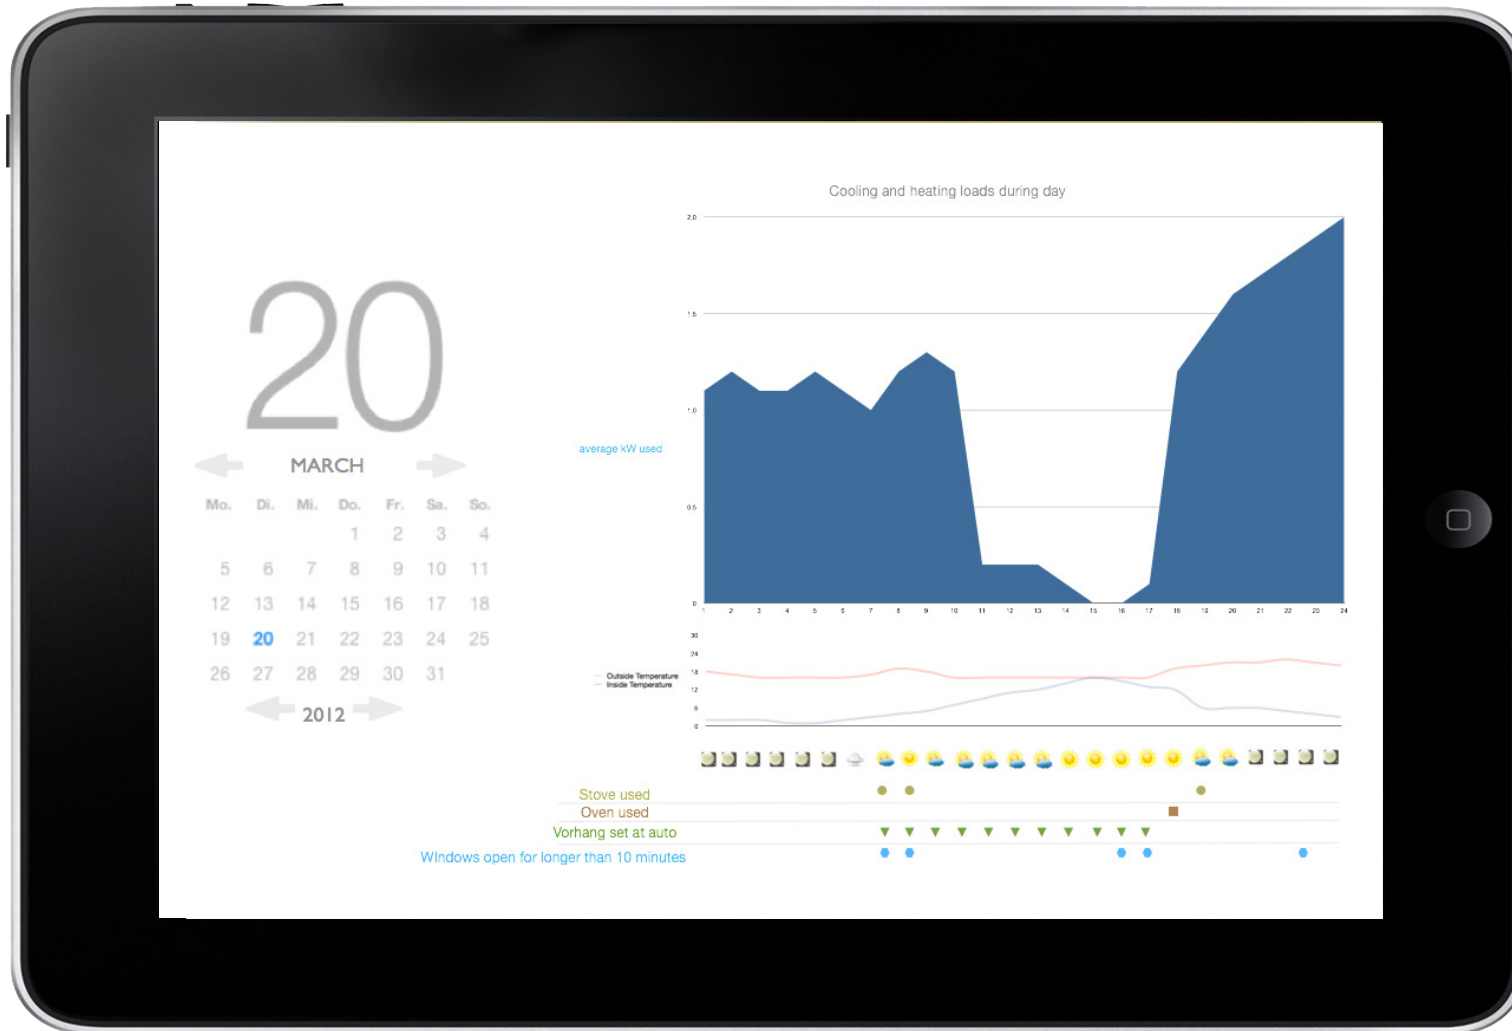 20
MARCH
Mo. Di. Mi. Do. Fr. Sa. So.
1 2 3 4
5 6 7 8 9 10 11
12 13 14 15 16 17 18
19 20 21 22 23 24 25
26 27 28 29 30 31
2012
Cooling and heating loads during day
2.0
1.5
1.0
0.5
0
average kW used
1 2 3 4 5 6 7 8 9 10 11 12 13 14 15 16 17 18 19 20 21 22 23 24
30
24
18
12
6
0
Outside Temperature
Inside Temperature
Stove used
Oven used
Vorhang set at auto
WIndows open for longer than 10 minutes